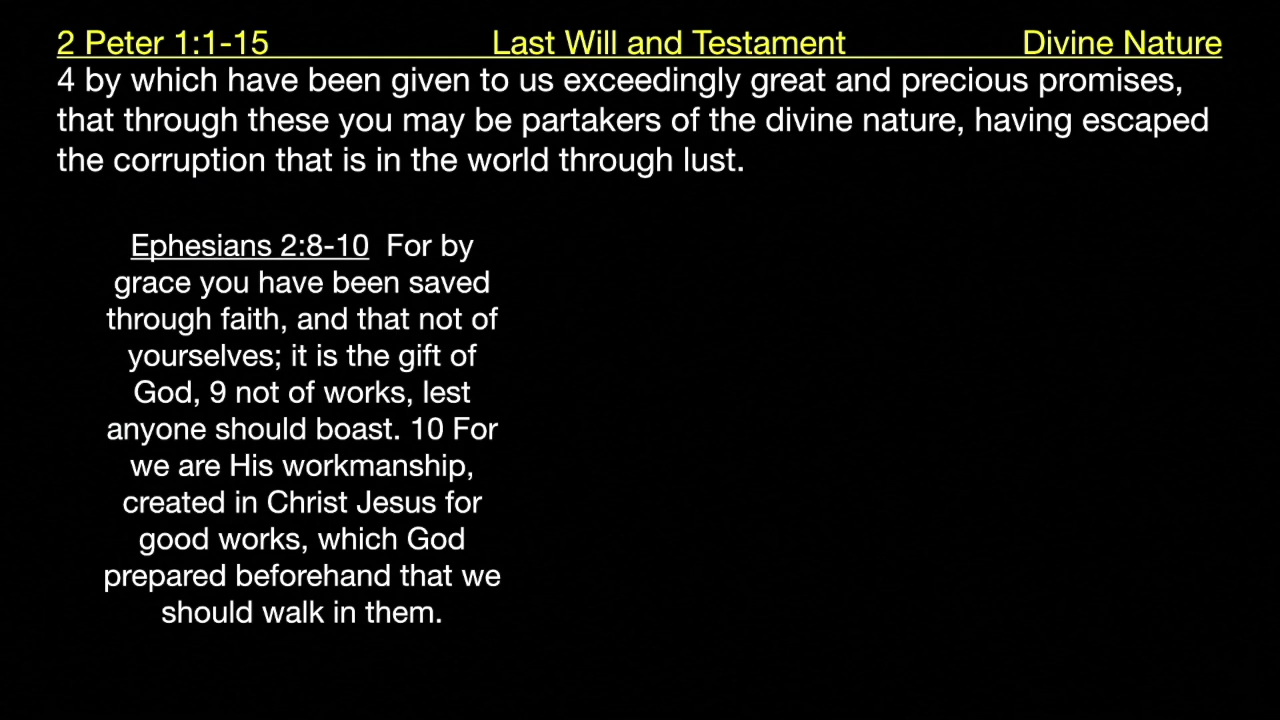 2 Peter 1:1-15 Last Will and Testament Divine Nature
4 by which have been given to us exceedingly great and precious promises,
that through these you may be partakers of the divine nature, having escaped
the corruption that is in the world through lust.
Ephesians 2:8-10 For by
grace you have been saved
through faith, and that not of
yourselves; it is the gift of
God, 9 not of works, lest
anyone should boast. 10 For
we are His workmanship,
created in Christ Jesus for
good works, which God
prepared beforehand that we
should walk in them.